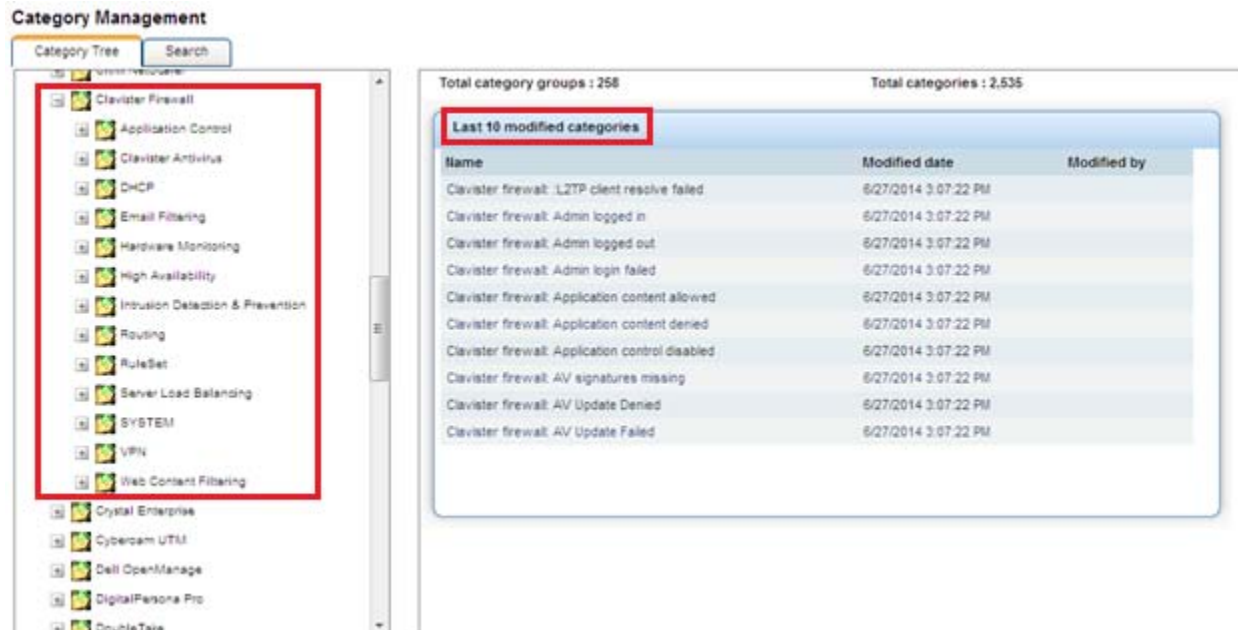 Category Management
Category Tree
Search
Clavister Firewall
Application Control
Clavister Antivirus
DHCP
Email Filtering
Hardware Monitoring
High Availability
Intrusion Detection & Prevention
Routing
RuleSet
Server Load Balancing
SYSTEM
VPN
Web Content Filtering
Crystal Enterprise
Cyberoam UTM
Dell OpenManage
DigitalPersona Pro
DoubleTake
Total category groups : 258
Total categories : 2,535
Last 10 modified categories
Name Modified date Modified by
Clavister firewall: :L2TP client resolve failed 6/27/2014 3:07:22 PM
Clavister firewall: Admin logged in 6/27/2014 3:07:22 PM
Clavister firewall: Admin logged out 6/27/2014 3:07:22 PM
Clavister firewall: Admin login failed 6/27/2014 3:07:22 PM
Clavister firewall: Application content allowed 6/27/2014 3:07:22 PM
Clavister firewall: Application content denied 6/27/2014 3:07:22 PM
Clavister firewall: Application control disabled 6/27/2014 3:07:22 PM
Clavister firewall: AV signatures missing 6/27/2014 3:07:22 PM
Clavister firewall: AV Update Denied 6/27/2014 3:07:22 PM
Clavister firewall: AV Update Failed 6/27/2014 3:07:22 PM